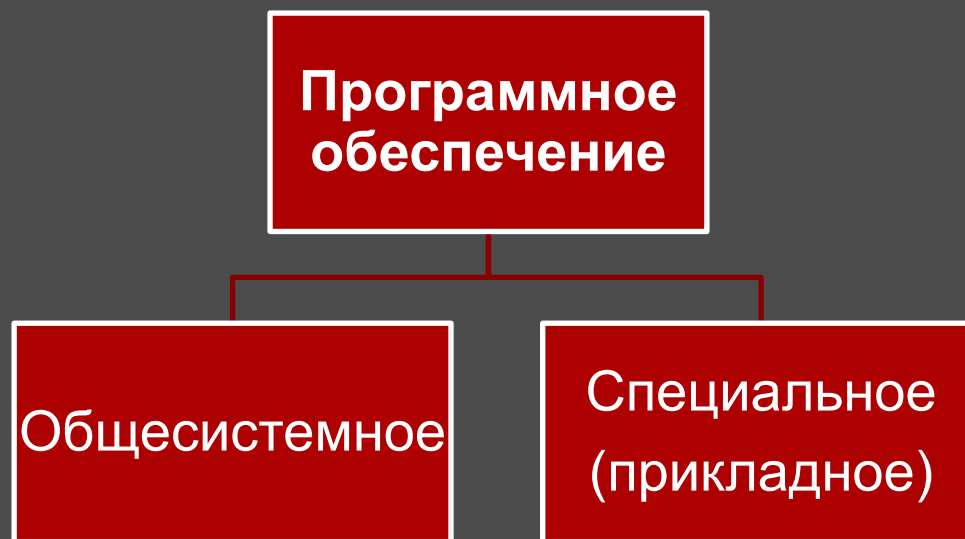 Программное
обеспечение
Общесистемное
Специальное
(прикладное)